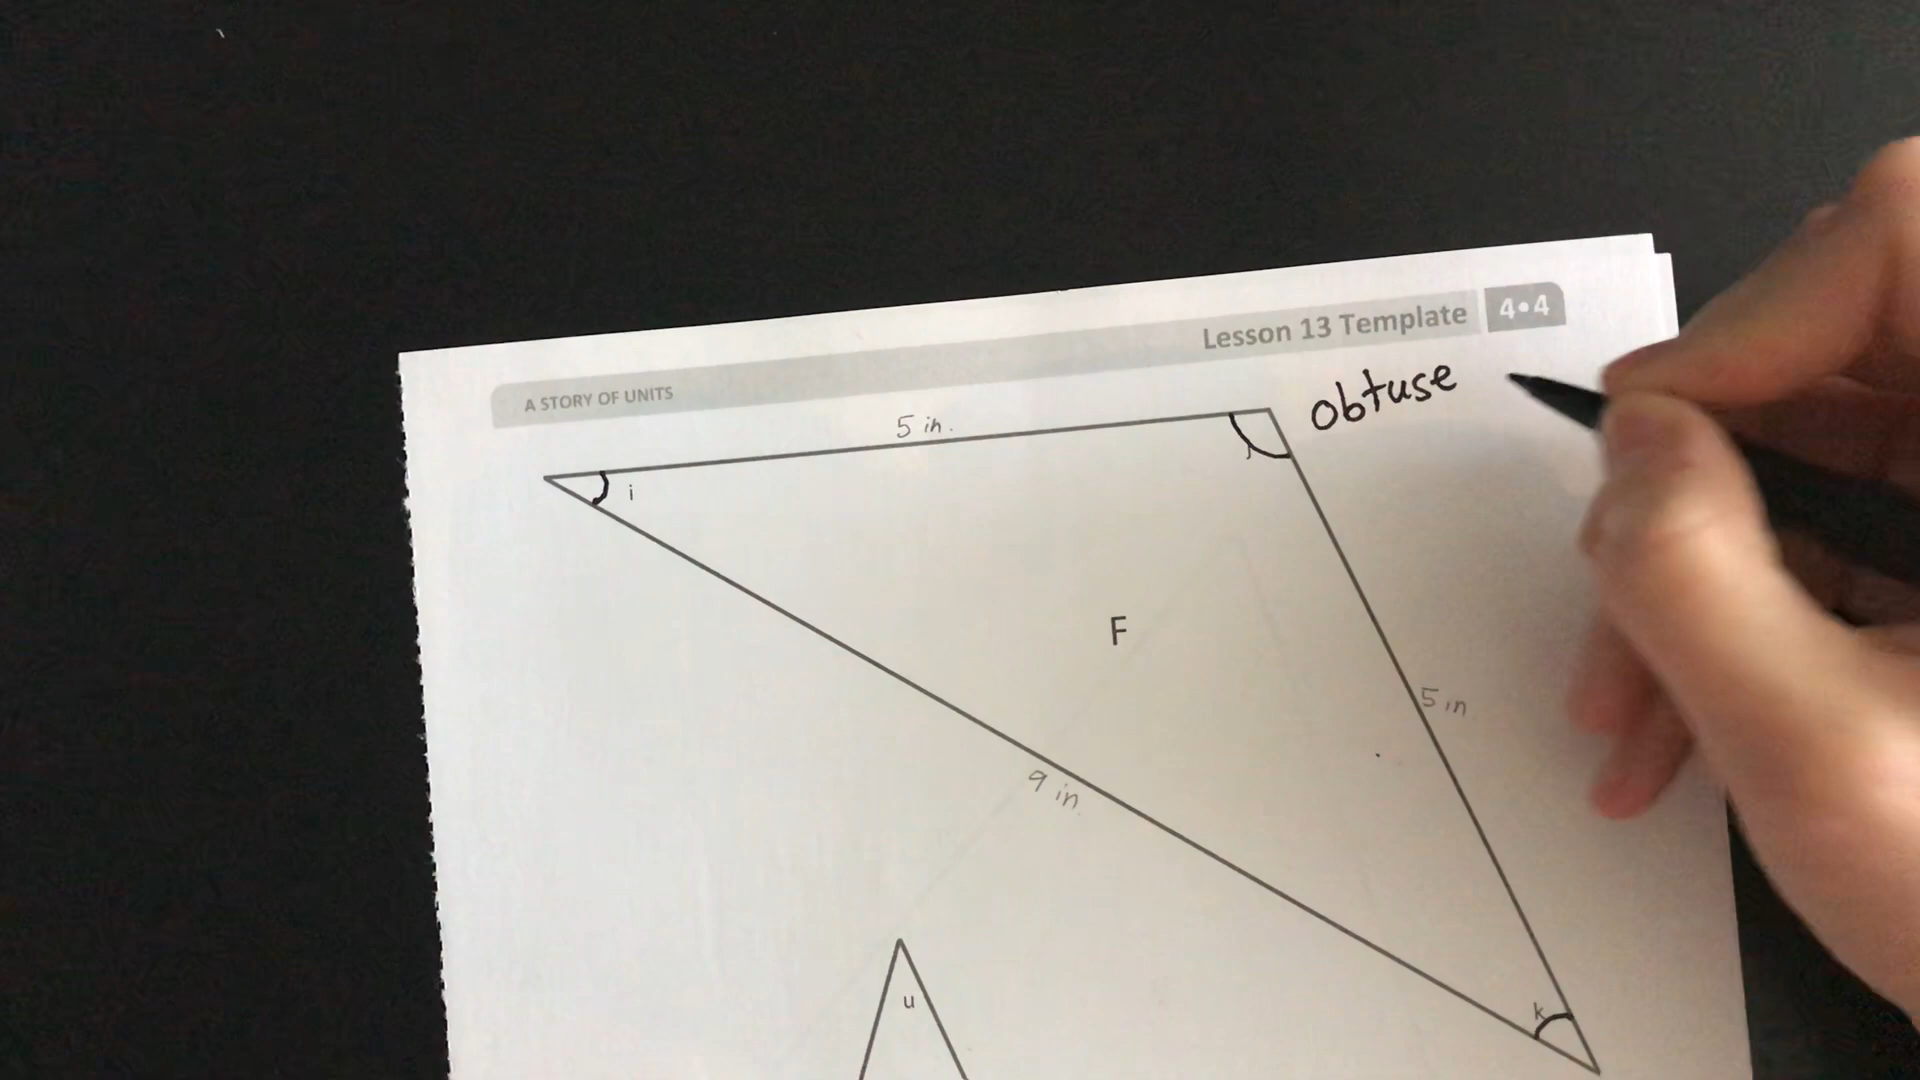 A STORY OF UNITS
Lesson 13 Template 4•4
obtuse
5 in.
i
j
F
5 in
9 in
k
u